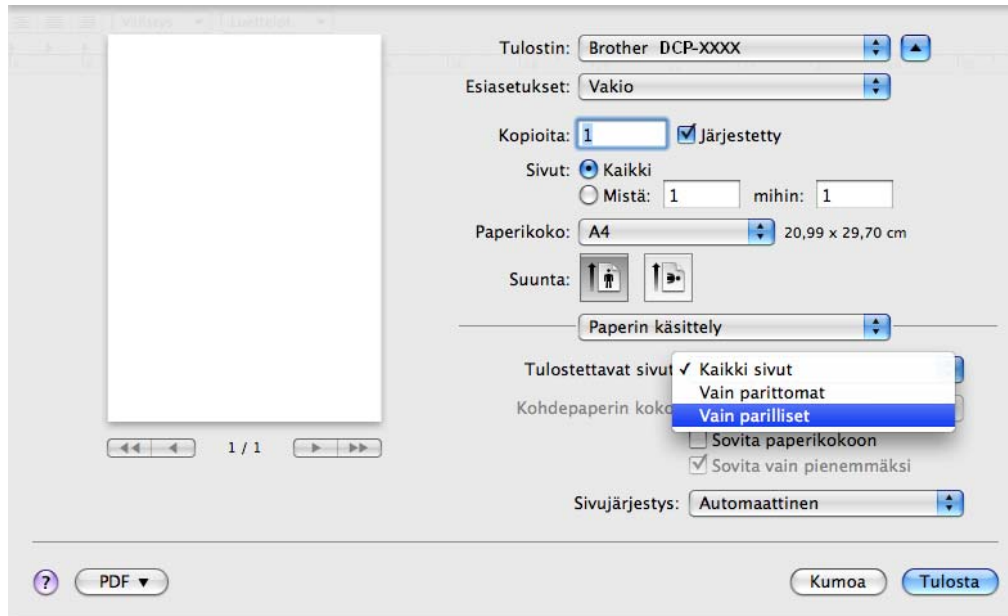 Tulostin: Brother DCP-XXXX
Esiasetukset: Vakio
Kopioita: 1 Järjestetty
Sivut: Kaikki
Mistä: 1 mihin: 1
Paperikoko: A4 20,99 x 29,70 cm
Suunta:
Paperin käsittely
Tulostettavat sivut ✓ Kaikki sivut
Vain parittomat
Kohdepaperin koko Vain parilliset
1 / 1 Sovita paperikokoon
Sovita vain pienemmäksi
Sivujärjestys: Automaattinen
? PDF ▼ Kumoa Tulosta